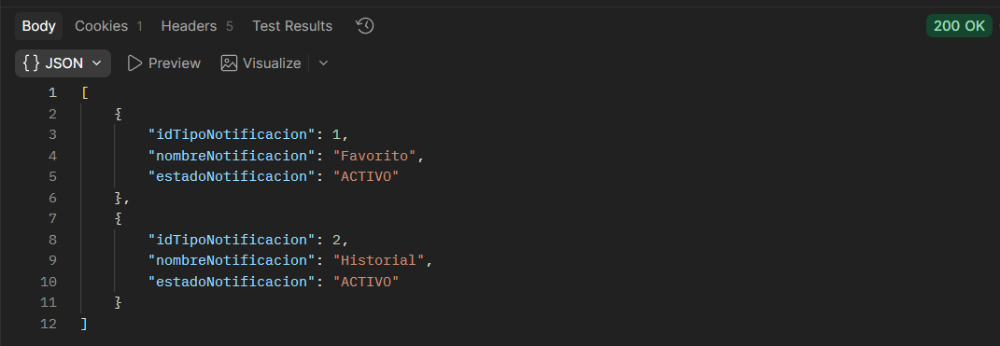 Body Cookies 1 Headers 5 Test Results 200 OK
{} JSON Preview Visualize
1 [
2 {
3 "idTipoNotificacion": 1,
4 "nombreNotificacion": "Favorito",
5 "estadoNotificacion": "ACTIVO"
6 },
7 {
8 "idTipoNotificacion": 2,
9 "nombreNotificacion": "Historial",
10 "estadoNotificacion": "ACTIVO"
11 }
12 ]